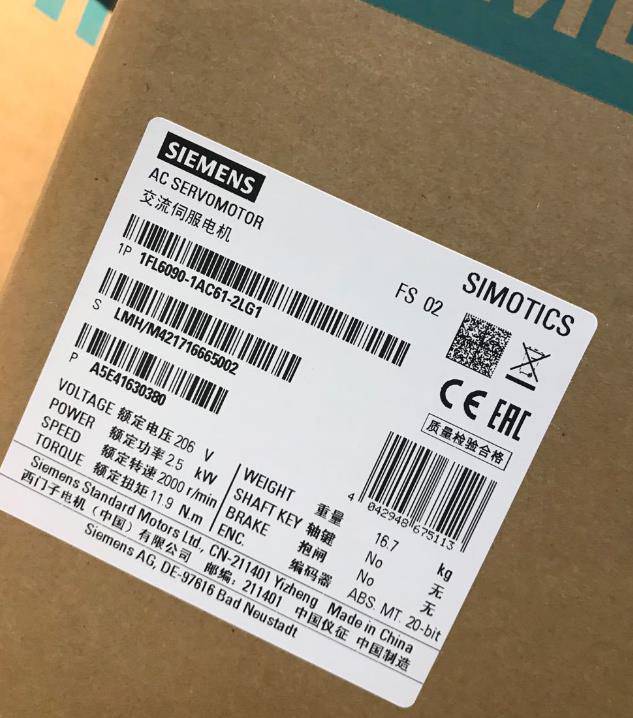 SIEMENS
AC SERVOMOTOR
交流伺服电机
SIMOTICS
FS 02
1P 1FL6090-1AC61-2LG1
S LMH/M421716665002
P A5E41630380
CE EAC
质量检验合格
4 042948 675113
VOLTAGE 额定电压 206 V
POWER 额定功率 2.5 kW
SPEED 额定转速 2000 r/min
TORQUE 额定扭矩 11.9 N.m
WEIGHT 重量 16.7 kg
SHAFT KEY 轴键 No 无
BRAKE 抱闸 No 无
ENC. 编码器 ABS. MT. 20-bit
Siemens Standard Motors Ltd., CN-211401 Yizheng Made in China
西门子电机（中国）有限公司 邮编: 211401 中国仪征 中国制造
Siemens AG, DE-97616 Bad Neustadt